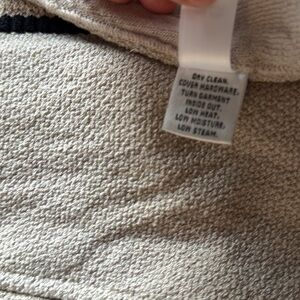 DRY CLEAN.
COVER HARDWARE.
TURN GARMENT
INSIDE OUT.
LOW HEAT.
LOW MOISTURE.
LOW STEAM.